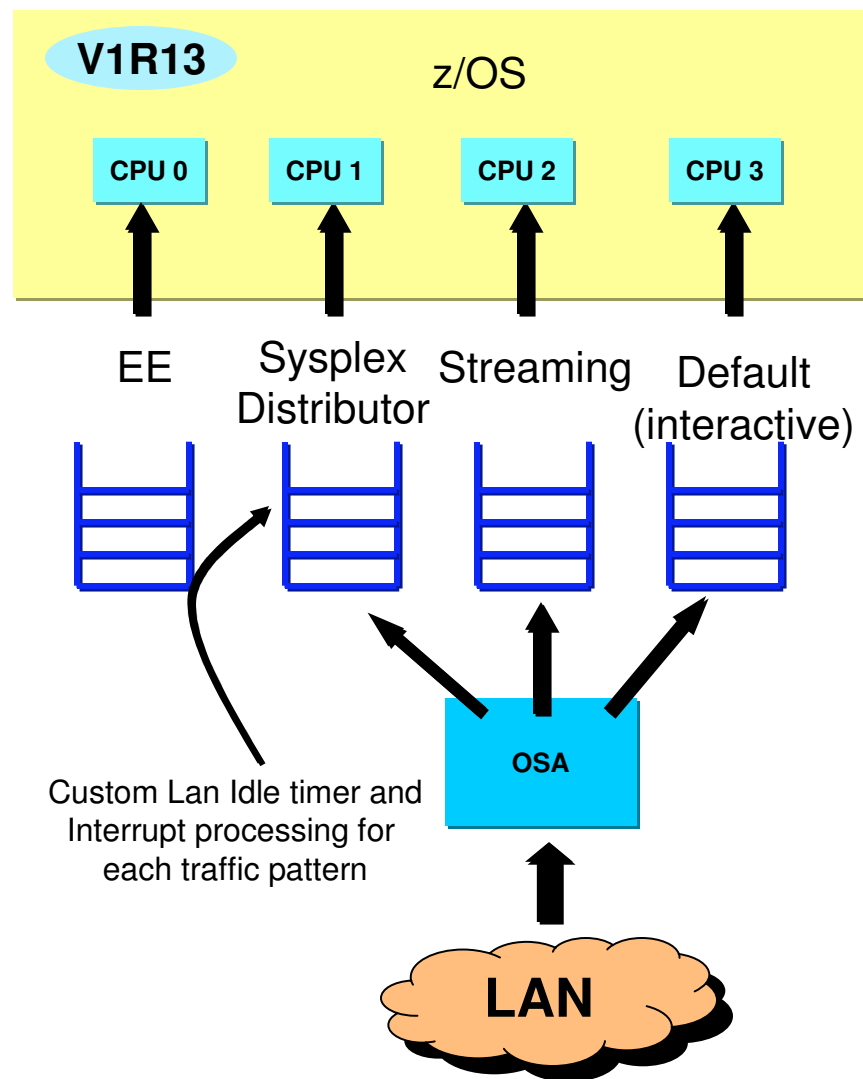 V1R13
z/OS
CPU 0
CPU 1
CPU 2
CPU 3
EE
Sysplex
Distributor
Streaming
Default
(interactive)
Custom Lan Idle timer and
Interrupt processing for
each traffic pattern
OSA
LAN